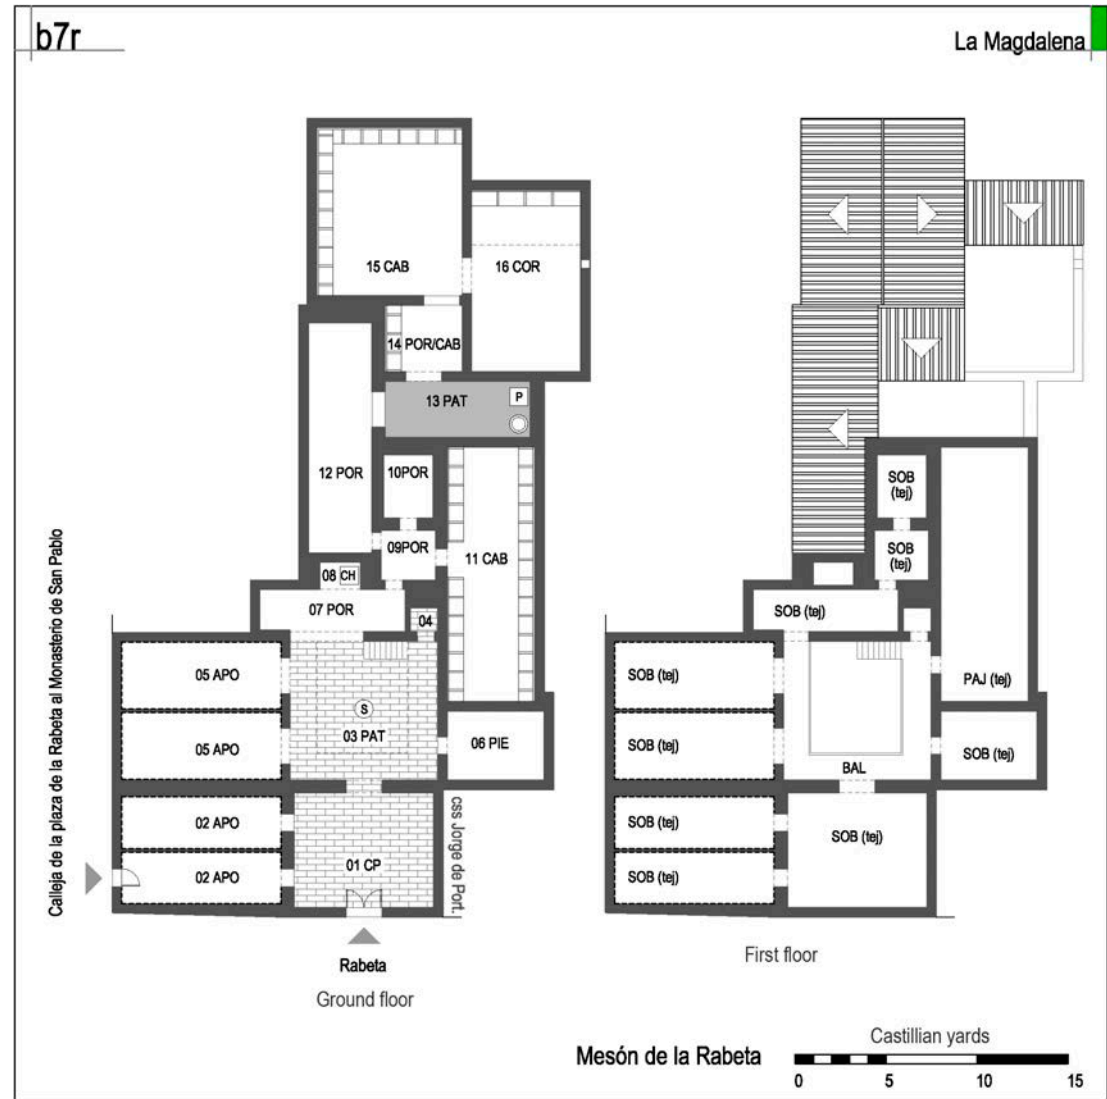 b7r
La Magdalena
15 CAB
16 COR
14 POR/CAB
13 PAT
P
12 POR
10POR
09POR
11 CAB
08 CH
07 POR
04
05 APO
05 APO
S
03 PAT
06 PIE
02 APO
02 APO
01 CP
Calleja de la plaza de la Rabeta al Monasterio de San Pablo
css Jorge de Port.
Rabeta
Ground floor
SOB
(tej)
SOB
(tej)
SOB (tej)
SOB (tej)
PAJ (tej)
SOB (tej)
SOB (tej)
BAL
SOB (tej)
SOB (tej)
SOB (tej)
First floor
Mesón de la Rabeta
Castillian yards
0 5 10 15